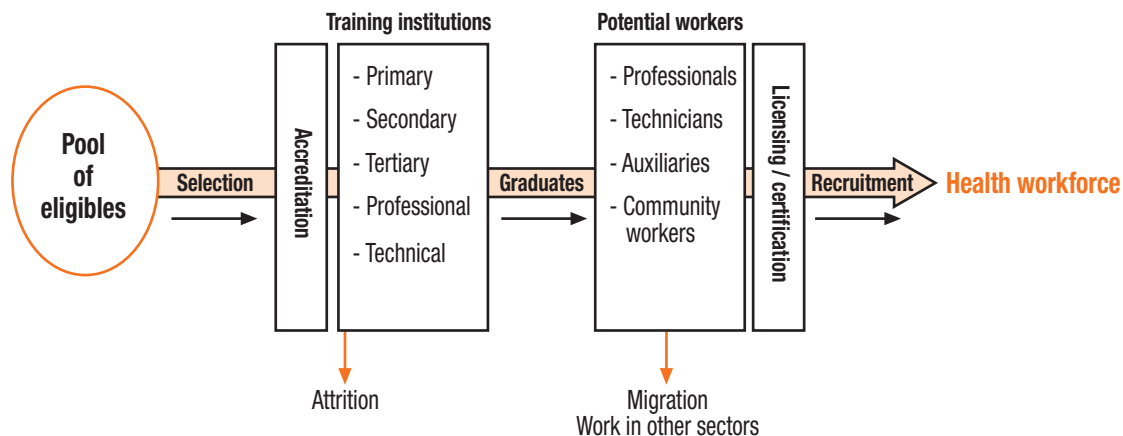 Pool
of
eligibles
Selection
Accreditation
Training institutions
- Primary
- Secondary
- Tertiary
- Professional
- Technical
Attrition
Graduates
Potential workers
- Professionals
- Technicians
- Auxiliaries
- Community
workers
Migration
Work in other sectors
Licensing / certification
Recruitment
Health workforce